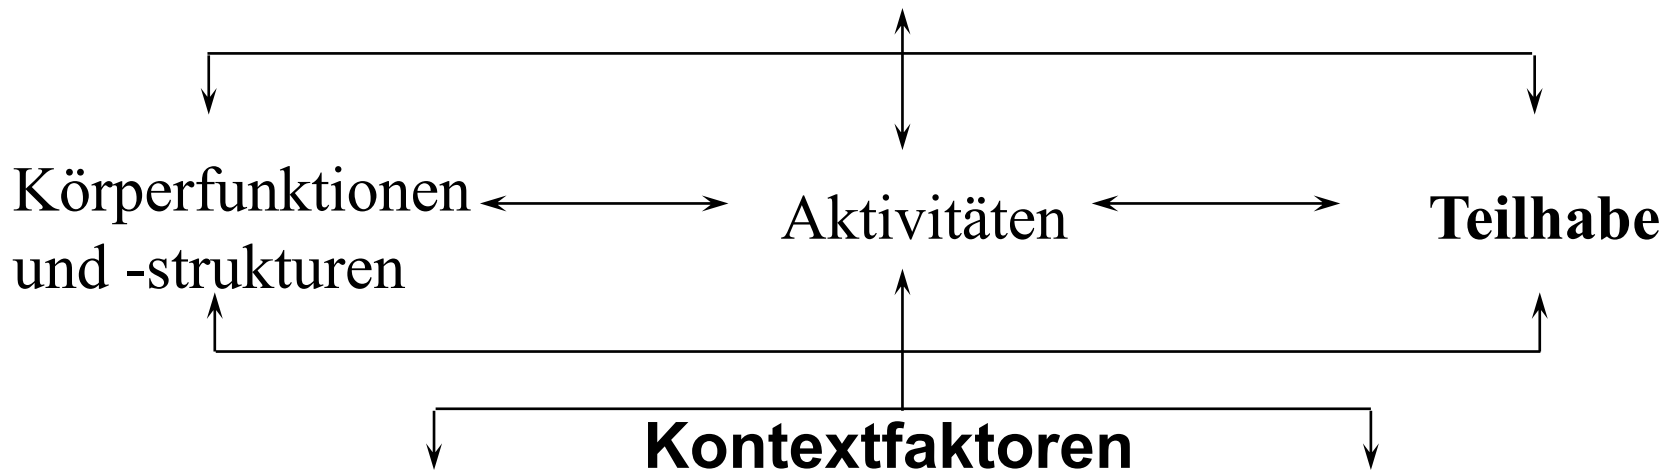 Körperfunktionen
und -strukturen
Aktivitäten
Teilhabe
Kontextfaktoren